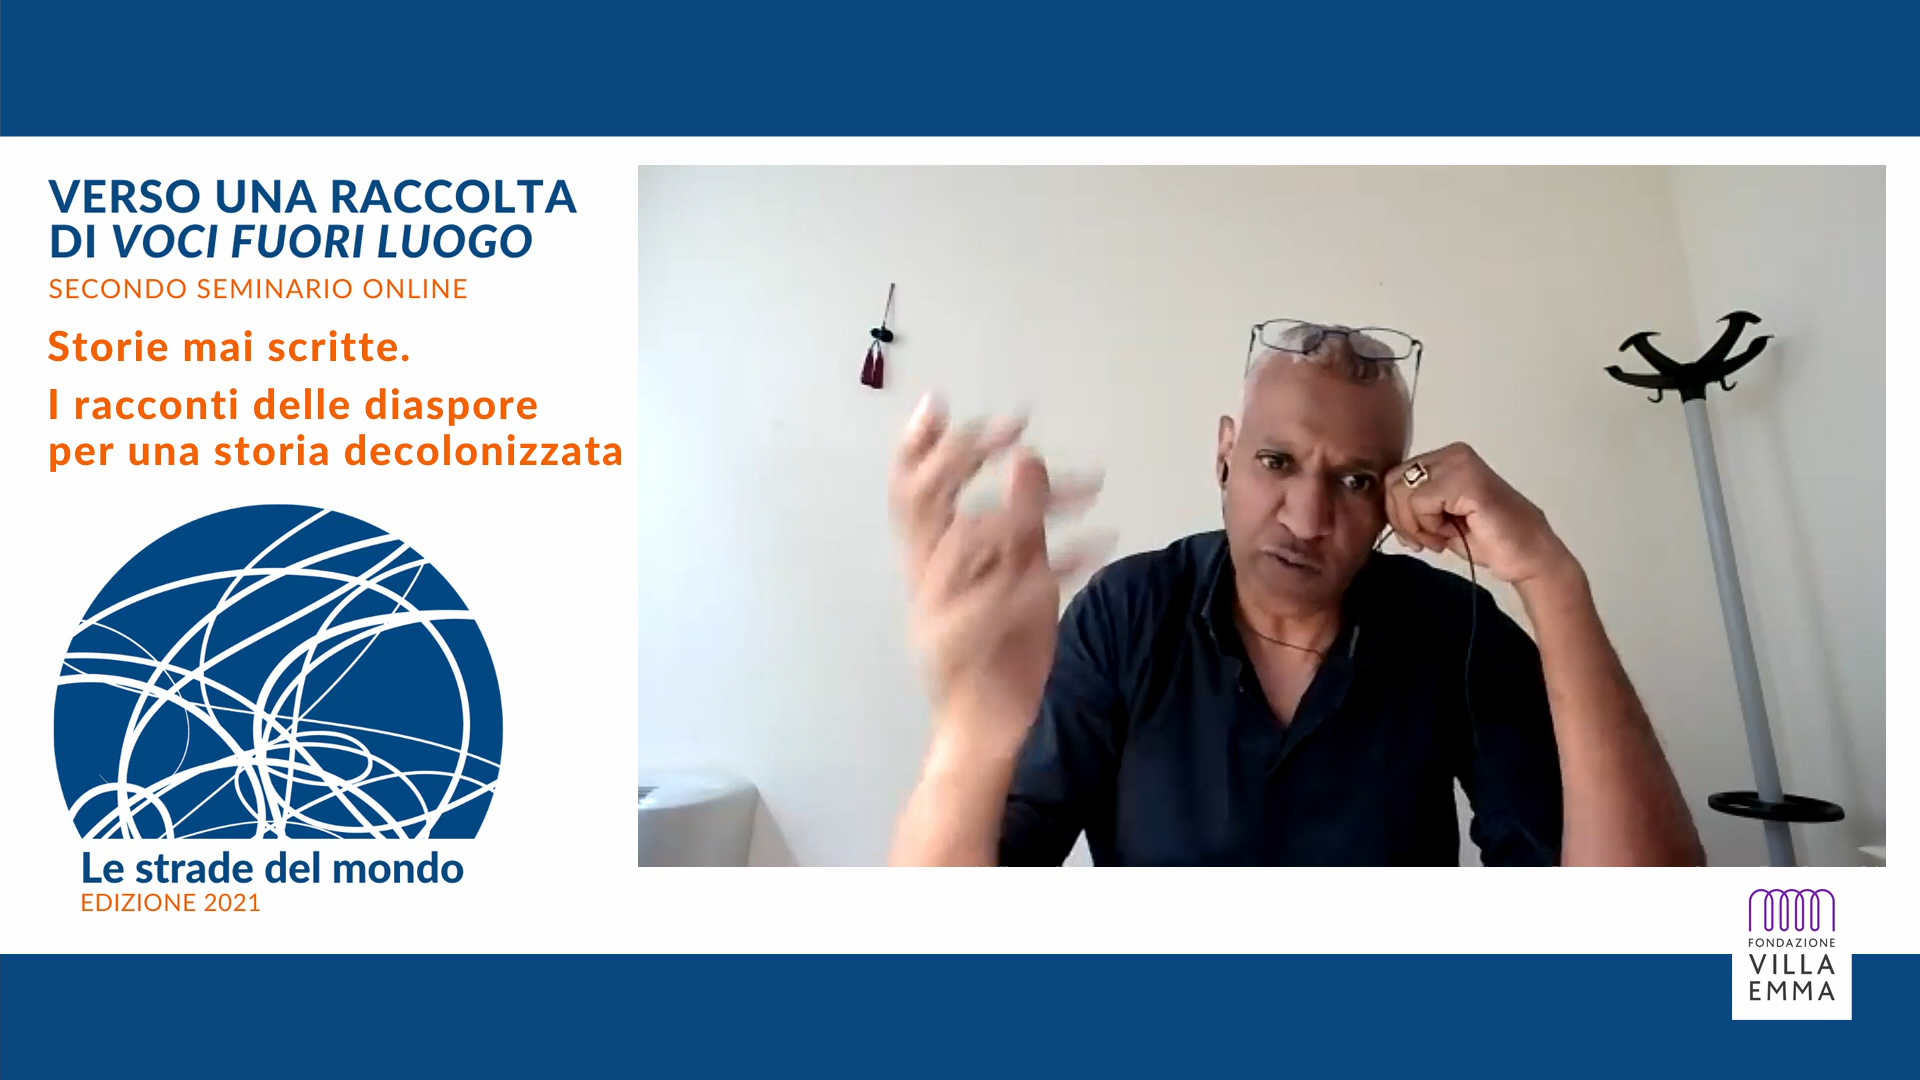 VERSO UNA RACCOLTA
DI VOCI FUORI LUOGO
SECONDO SEMINARIO ONLINE
Storie mai scritte.
I racconti delle diaspore
per una storia decolonizzata
Le strade del mondo
EDIZIONE 2021
FONDAZIONE
VILLA
EMMA